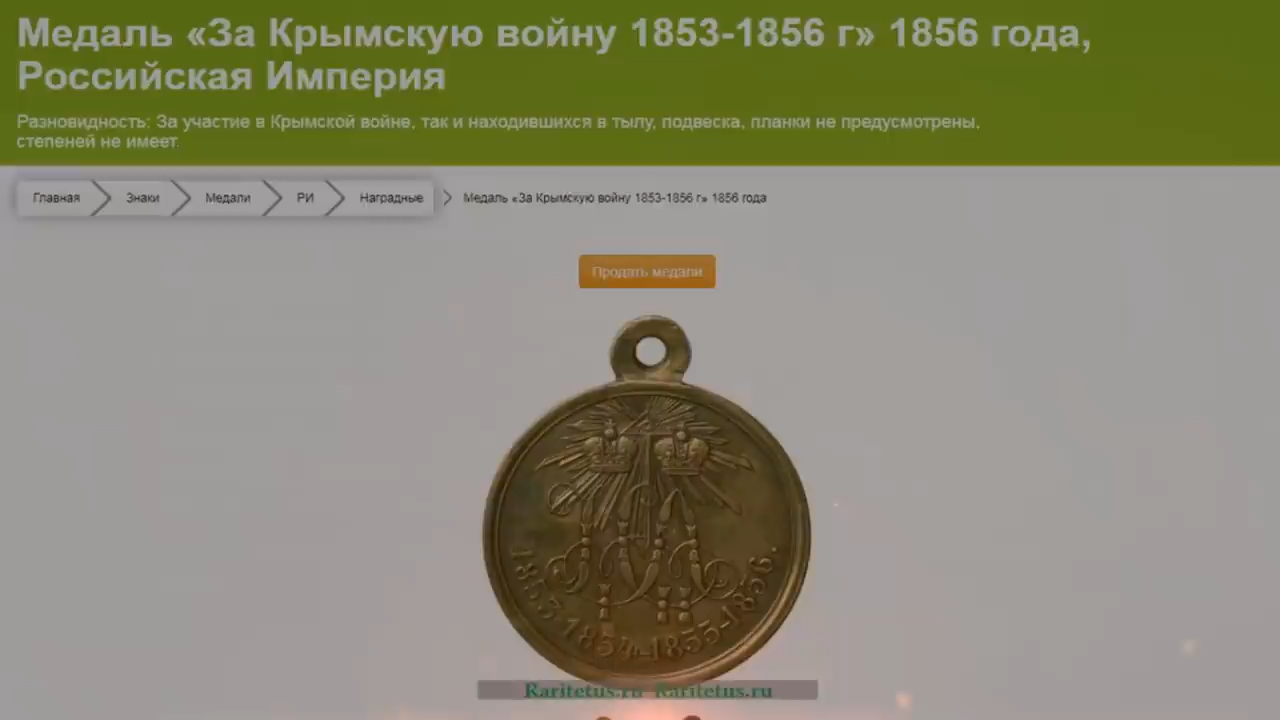 Медаль «За Крымскую войну 1853-1856 г» 1856 года,
Российская Империя
Разновидность: За участие в Крымской войне, так и находившихся в тылу, подвеска, планки не предусмотрены,
степеней не имеет.
Главная Знаки Медали РИ Наградные Медаль «За Крымскую войну 1853-1856 г» 1856 года
Продать медали
1853-1854-1855-1856.
Raritetus.ru Raritetus.ru